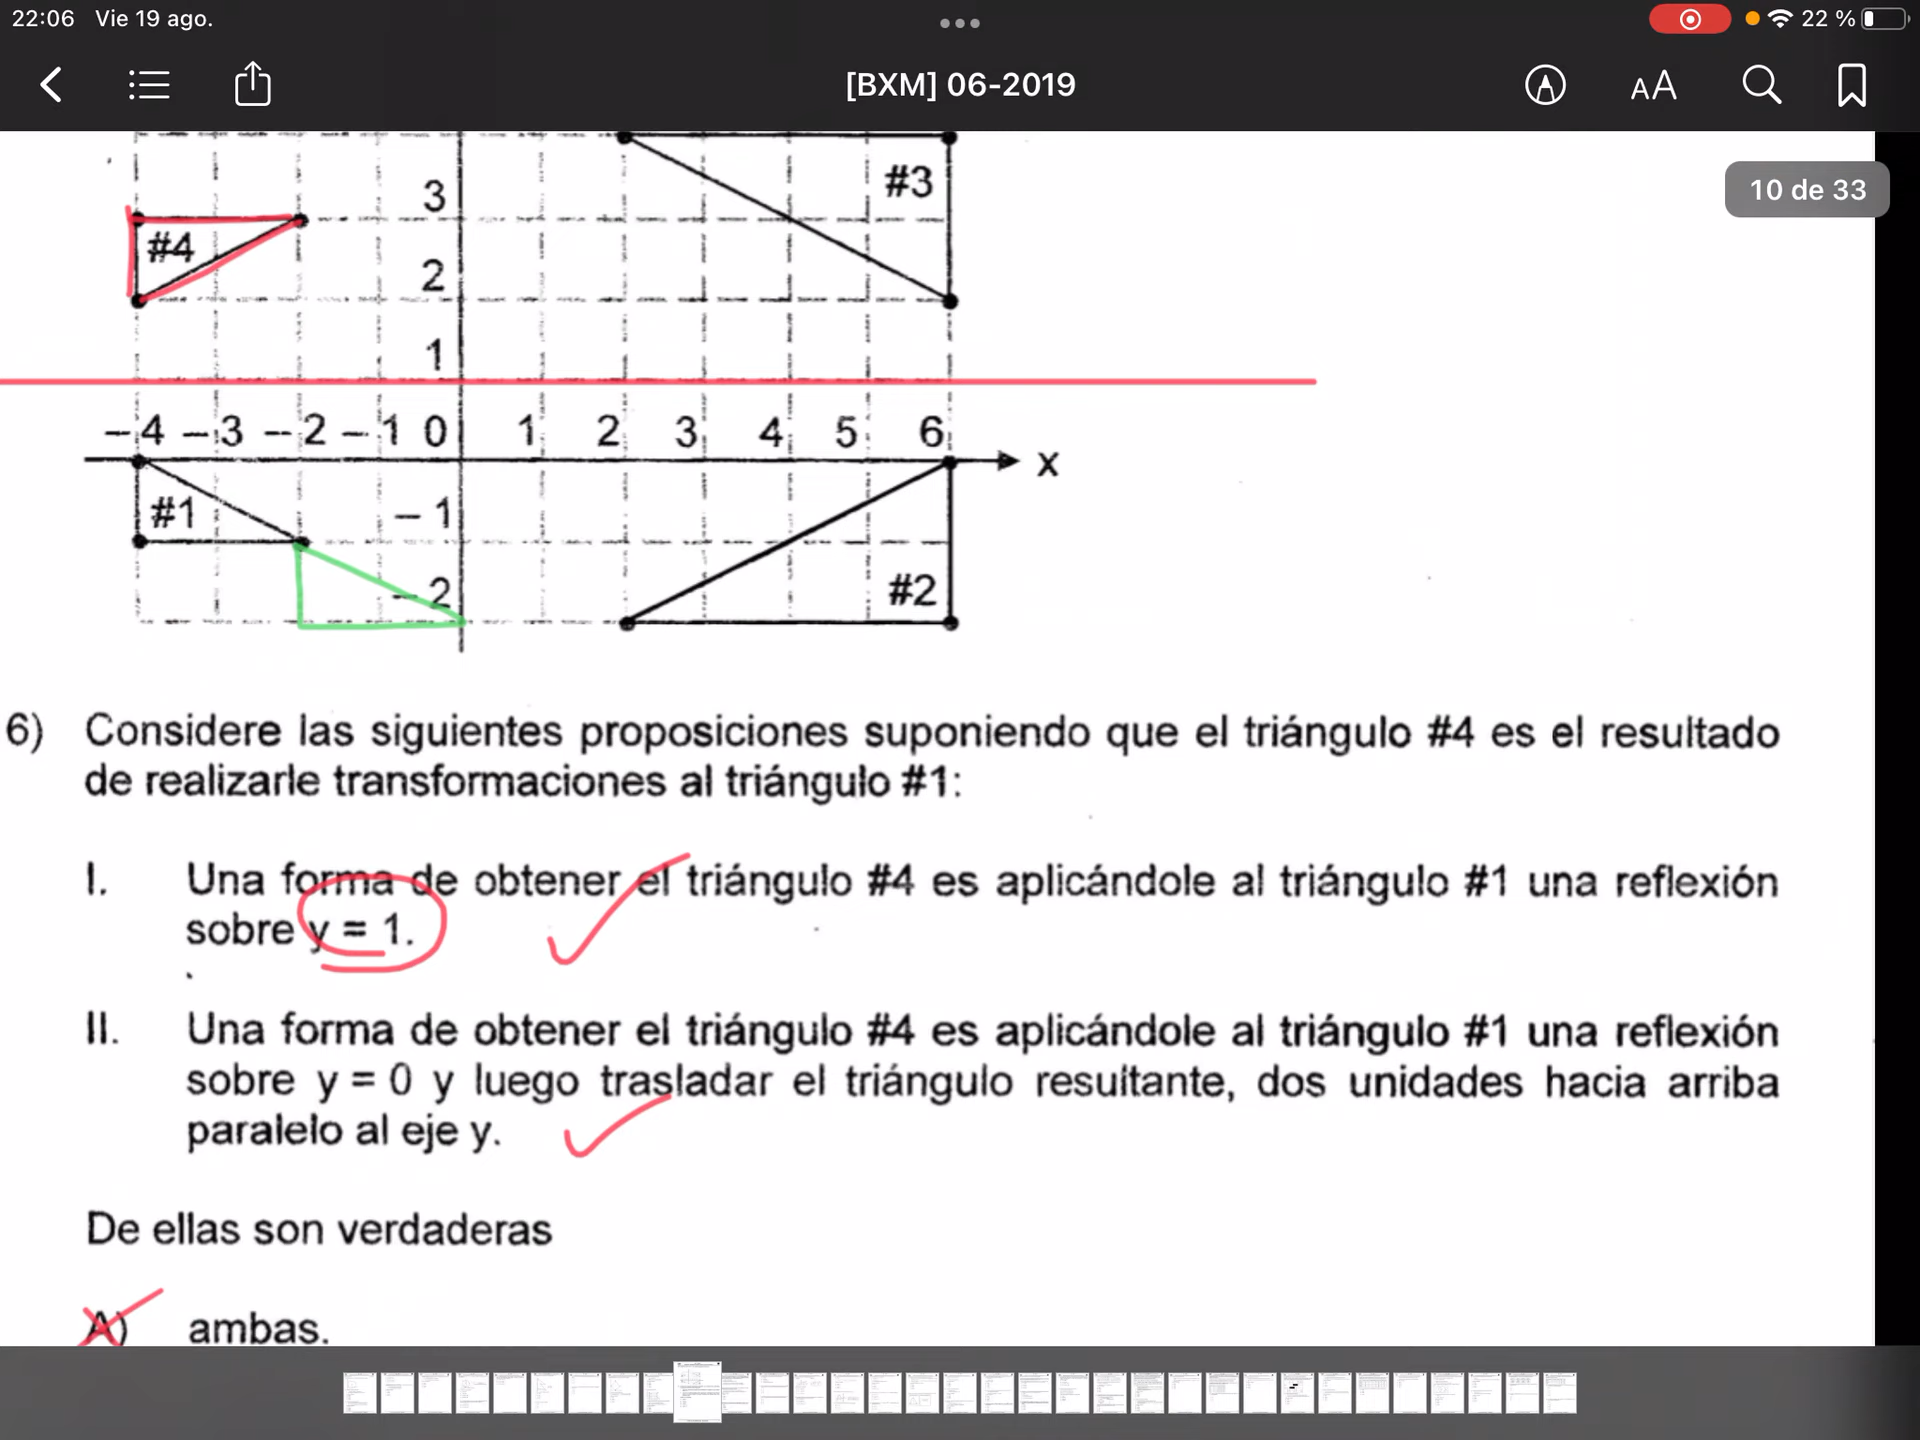 22:06 Vie 19 ago.
22 %
[BXM] 06-2019
AA
10 de 33
3
#3
#4
2
1
– 4 – 3 – 2 – 1 0 1 2 3 4 5 6
x
#1
– 1
– 2
#2
6) Considere las siguientes proposiciones suponiendo que el triángulo #4 es el resultado
de realizarle transformaciones al triángulo #1:
I. Una forma de obtener el triángulo #4 es aplicándole al triángulo #1 una reflexión
sobre y = 1.
II. Una forma de obtener el triángulo #4 es aplicándole al triángulo #1 una reflexión
sobre y = 0 y luego trasladar el triángulo resultante, dos unidades hacia arriba
paralelo al eje y.
De ellas son verdaderas
A) ambas.